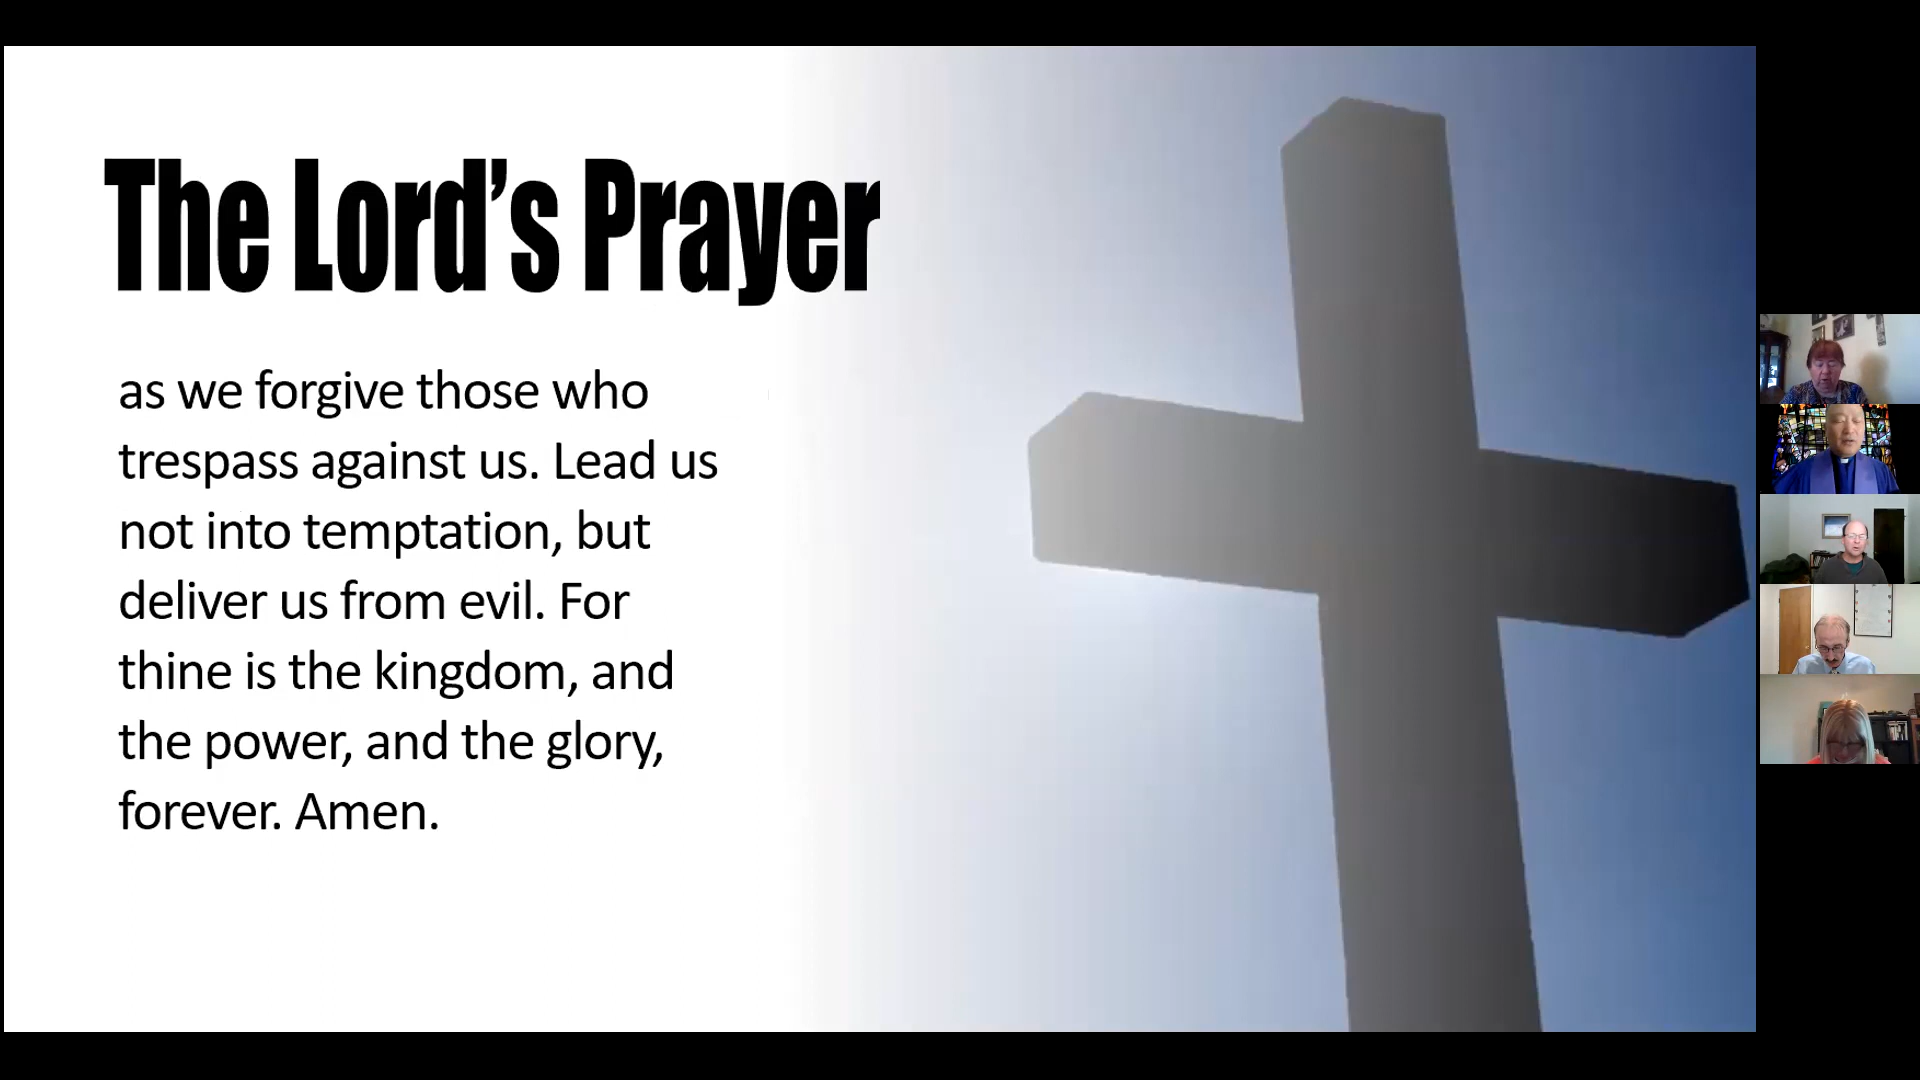 The Lord’s Prayer
as we forgive those who
trespass against us. Lead us
not into temptation, but
deliver us from evil. For
thine is the kingdom, and
the power, and the glory,
forever. Amen.